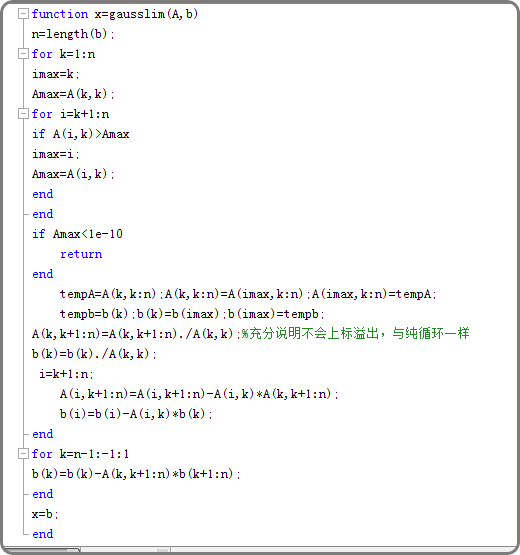 function x=gausslim(A,b)
n=length(b);
for k=1:n
imax=k;
Amax=A(k,k);
for i=k+1:n
if A(i,k)>Amax
imax=i;
Amax=A(i,k);
end
end
if Amax<1e-10
return
end
tempA=A(k,k:n);A(k,k:n)=A(imax,k:n);A(imax,k:n)=tempA;
tempb=b(k);b(k)=b(imax);b(imax)=tempb;
A(k,k+1:n)=A(k,k+1:n)./A(k,k);%充分说明不会上标溢出，与纯循环一样
b(k)=b(k)./A(k,k);
i=k+1:n;
A(i,k+1:n)=A(i,k+1:n)-A(i,k)*A(k,k+1:n);
b(i)=b(i)-A(i,k)*b(k);
end
for k=n-1:-1:1
b(k)=b(k)-A(k,k+1:n)*b(k+1:n);
end
x=b;
end